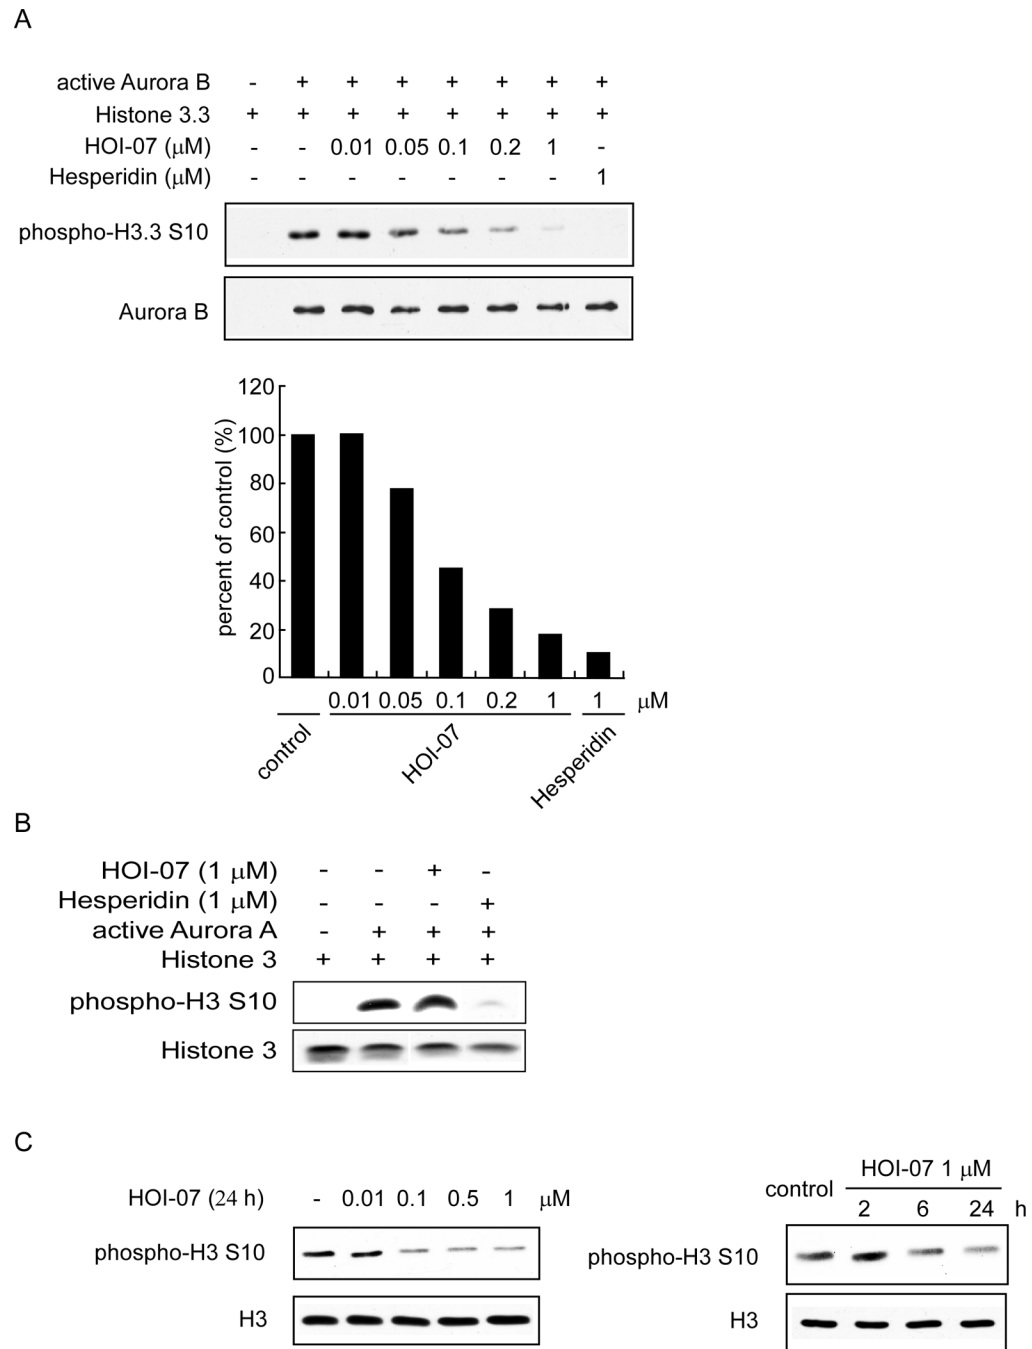 A
active Aurora B - + + + + + + +
Histone 3.3 + + + + + + + +
HOI-07 (μM) - - 0.01 0.05 0.1 0.2 1 -
Hesperidin (μM) - - - - - - - 1
phospho-H3.3 S10
Aurora B
percent of control (%)
120
100
80
60
40
20
0
0.01 0.05 0.1 0.2 1 1 μM
control HOI-07 Hesperidin
B
HOI-07 (1 μM) - - + -
Hesperidin (1 μM) - - - +
active Aurora A - + + +
Histone 3 + + + +
phospho-H3 S10
Histone 3
C
HOI-07 (24 h) - 0.01 0.1 0.5 1 μM
phospho-H3 S10
H3
control HOI-07 1 μM
2 6 24 h
phospho-H3 S10
H3